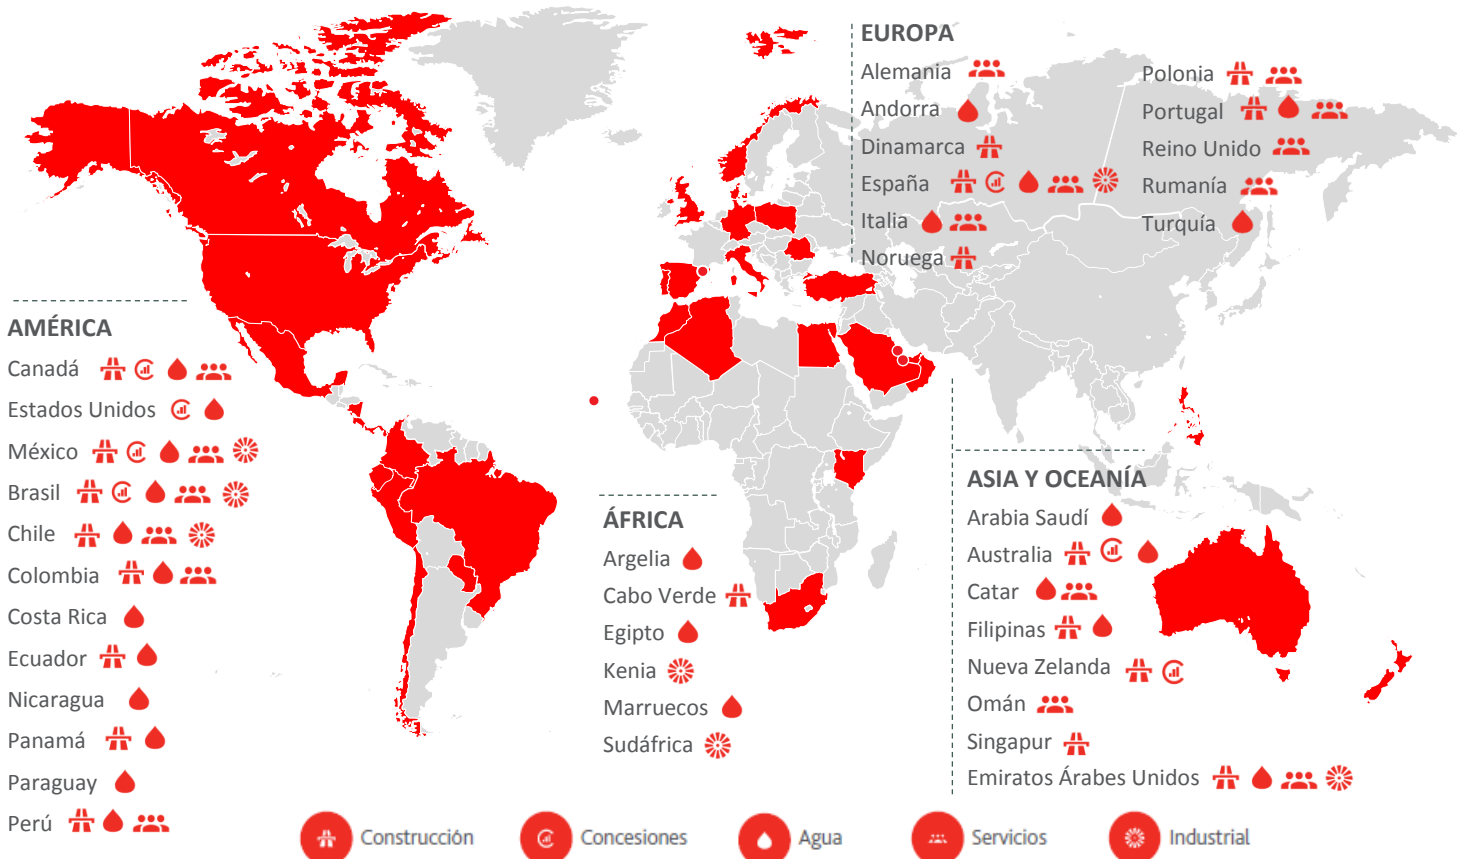 EUROPA
Alemania
Andorra
Dinamarca
España
Italia
Noruega
Polonia
Portugal
Reino Unido
Rumanía
Turquía
AMÉRICA
Canadá
Estados Unidos
México
Brasil
Chile
Colombia
Costa Rica
Ecuador
Nicaragua
Panamá
Paraguay
Perú
ÁFRICA
Argelia
Cabo Verde
Egipto
Kenia
Marruecos
Sudáfrica
ASIA Y OCEANÍA
Arabia Saudí
Australia
Catar
Filipinas
Nueva Zelanda
Omán
Singapur
Emiratos Árabes Unidos
Construcción
Concesiones
Agua
Servicios
Industrial